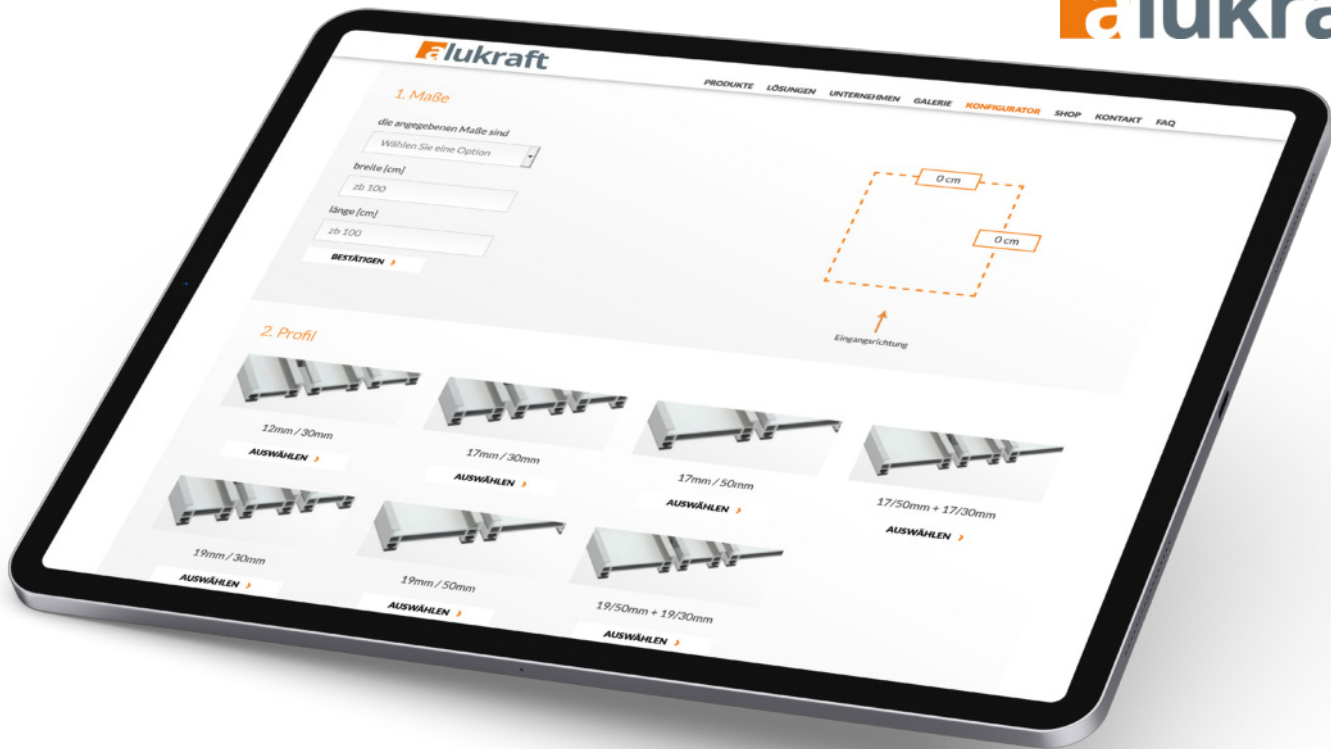 alukra
alukraft
PRODUKTE LÖSUNGEN UNTERNEHMEN GALERIE KONFIGURATOR SHOP KONTAKT FAQ
1. Maße
die angegebenen Maße sind
Wählen Sie eine Option
breite [cm]
zb 100
länge [cm]
zb 100
BESTÄTIGEN
0 cm
0 cm
Eingangsrichtung
2. Profil
12mm / 30mm
AUSWÄHLEN
17mm / 30mm
AUSWÄHLEN
17mm / 50mm
AUSWÄHLEN
17/50mm + 17/30mm
AUSWÄHLEN
19mm / 30mm
AUSWÄHLEN
19mm / 50mm
AUSWÄHLEN
19/50mm + 19/30mm
AUSWÄHLEN